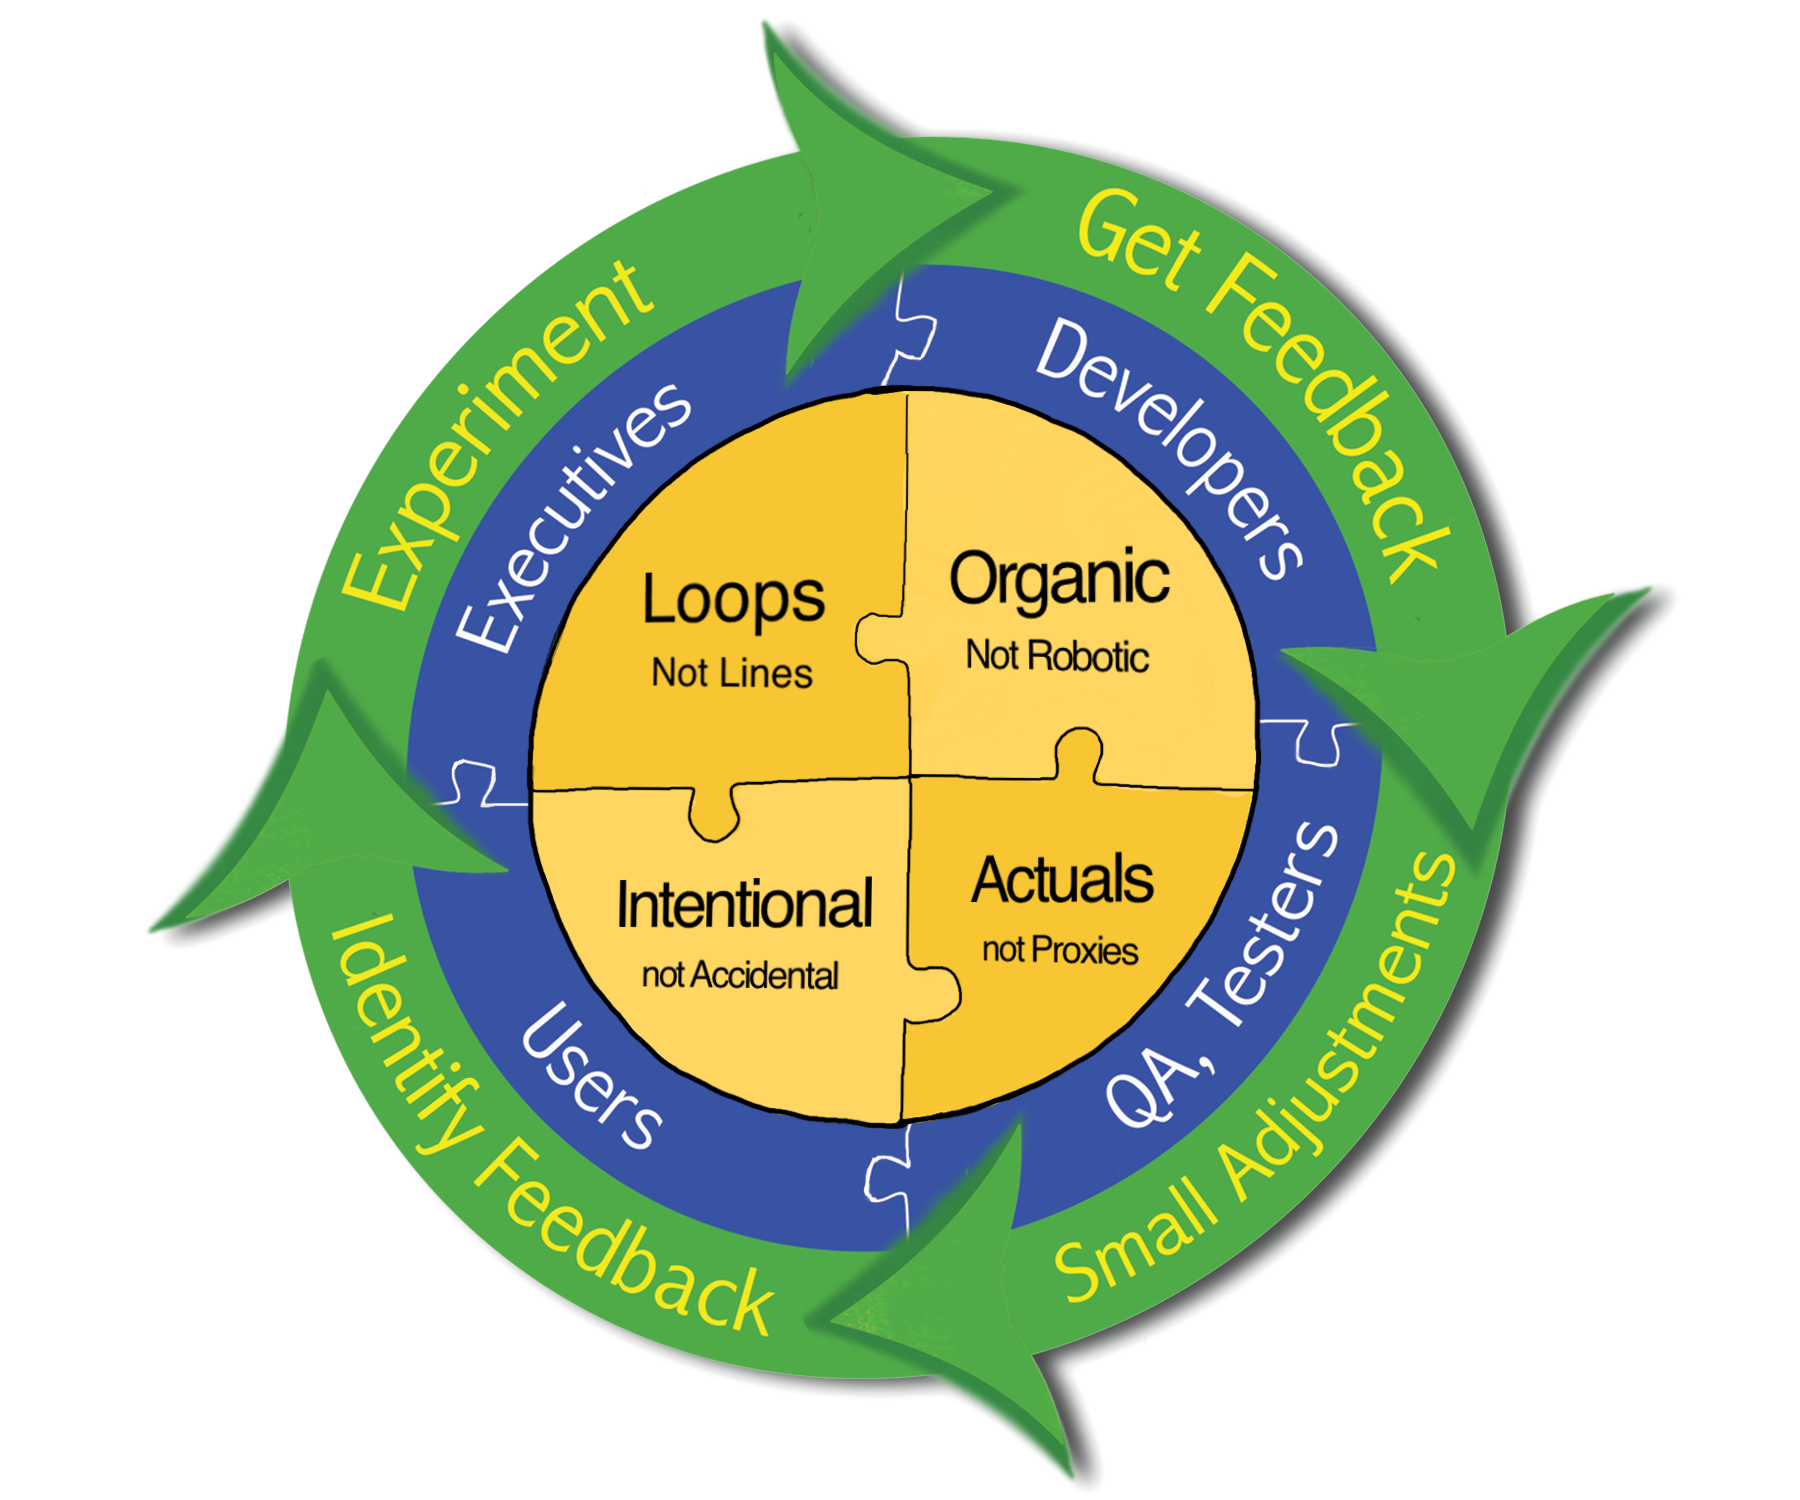 Experiment
Get Feedback
Small Adjustments
Identify Feedback
Executives
Developers
QA, Testers
Users
Loops
Not Lines
Organic
Not Robotic
Intentional
not Accidental
Actuals
not Proxies